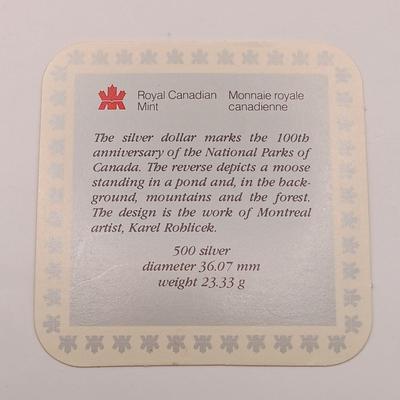 Royal Canadian Mint
Monnaie royale canadienne
The silver dollar marks the 100th
anniversary of the National Parks of
Canada. The reverse depicts a moose
standing in a pond and, in the back-
ground, mountains and the forest.
The design is the work of Montreal
artist, Karel Rohlicek.
500 silver
diameter 36.07 mm
weight 23.33 g